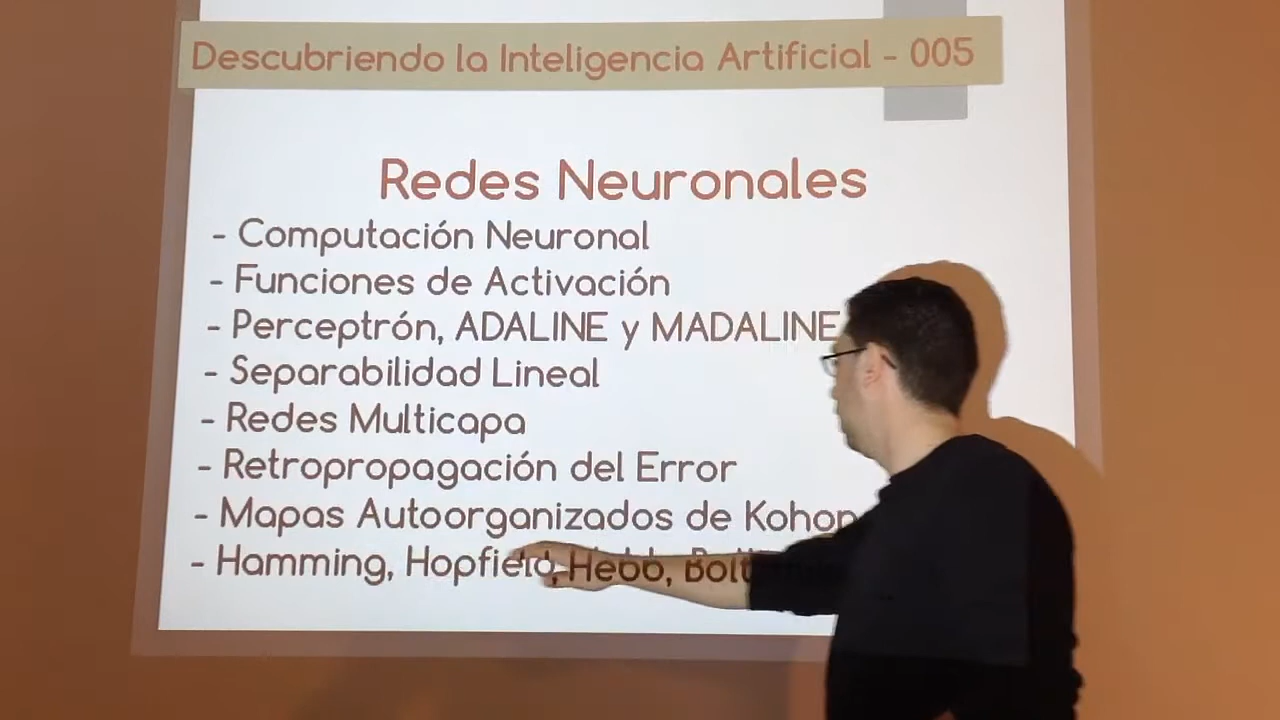 Descubriendo la Inteligencia Artificial - 005
Redes Neuronales
- Computación Neuronal
- Funciones de Activación
- Perceptrón, ADALINE y MADALINE
- Separabilidad Lineal
- Redes Multicapa
- Retropropagación del Error
- Mapas Autoorganizados de
- Hamming, Hopfield, Hebb,